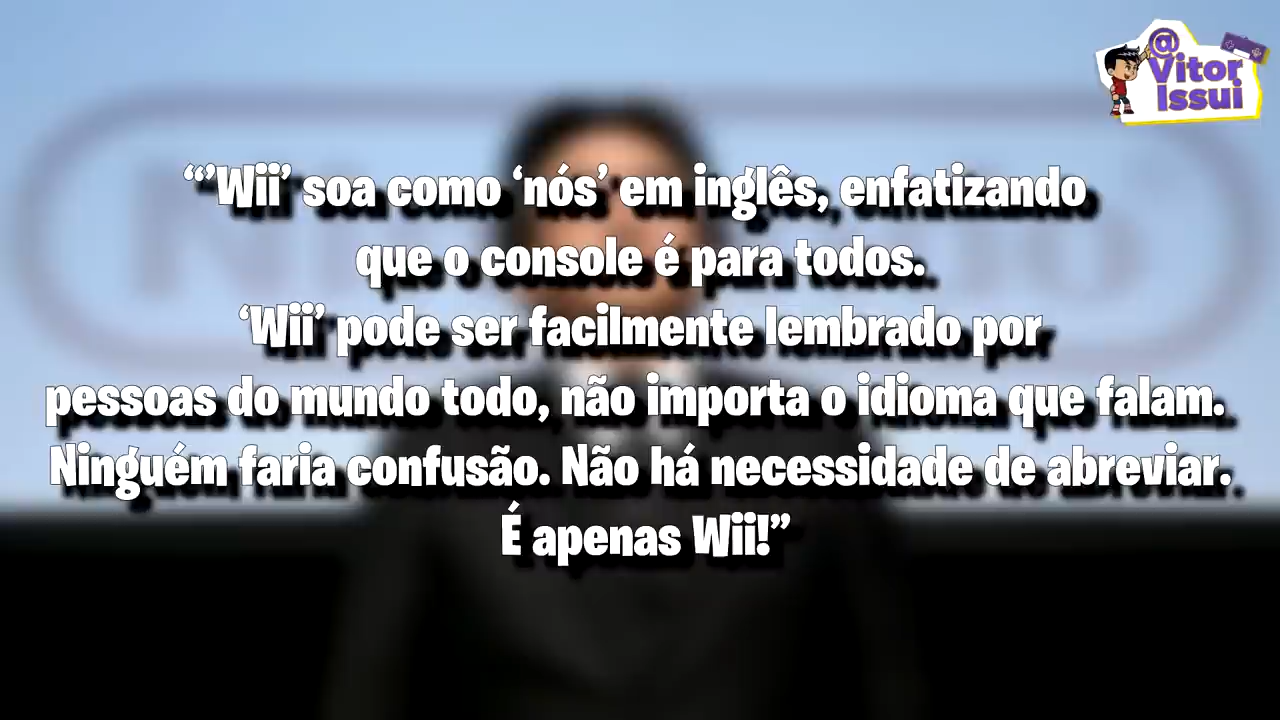 @
Vitor
Issui
“’Wii’ soa como ‘nós’ em inglês, enfatizando
que o console é para todos.
‘Wii’ pode ser facilmente lembrado por
pessoas do mundo todo, não importa o idioma que falam.
Ninguém faria confusão. Não há necessidade de abreviar.
É apenas Wii!”